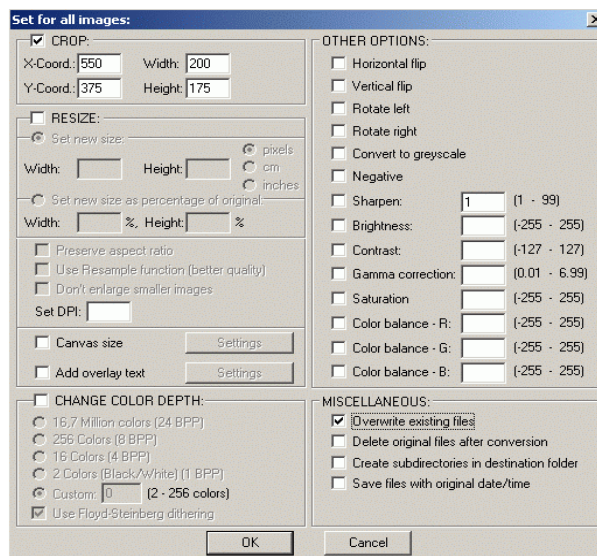 Set for all images:
CROP:
X-Coord.: 550 Width: 200
Y-Coord.: 375 Height: 175
RESIZE:
Set new size:
Width: Height:
pixels
cm
inches
Set new size as percentage of original:
Width: %, Height: %
Preserve aspect ratio
Use Resample function (better quality)
Don't enlarge smaller images
Set DPI:
Canvas size Settings
Add overlay text Settings
CHANGE COLOR DEPTH:
16,7 Million colors (24 BPP)
256 Colors (8 BPP)
16 Colors (4 BPP)
2 Colors (Black/White) (1 BPP)
Custom: 0 (2 - 256 colors)
Use Floyd-Steinberg dithering
OTHER OPTIONS:
Horizontal flip
Vertical flip
Rotate left
Rotate right
Convert to greyscale
Negative
Sharpen: 1 (1 - 99)
Brightness: (-255 - 255)
Contrast: (-127 - 127)
Gamma correction: (0.01 - 6.99)
Saturation (-255 - 255)
Color balance - R: (-255 - 255)
Color balance - G: (-255 - 255)
Color balance - B: (-255 - 255)
MISCELLANEOUS:
Overwrite existing files
Delete original files after conversion
Create subdirectories in destination folder
Save files with original date/time
OK Cancel